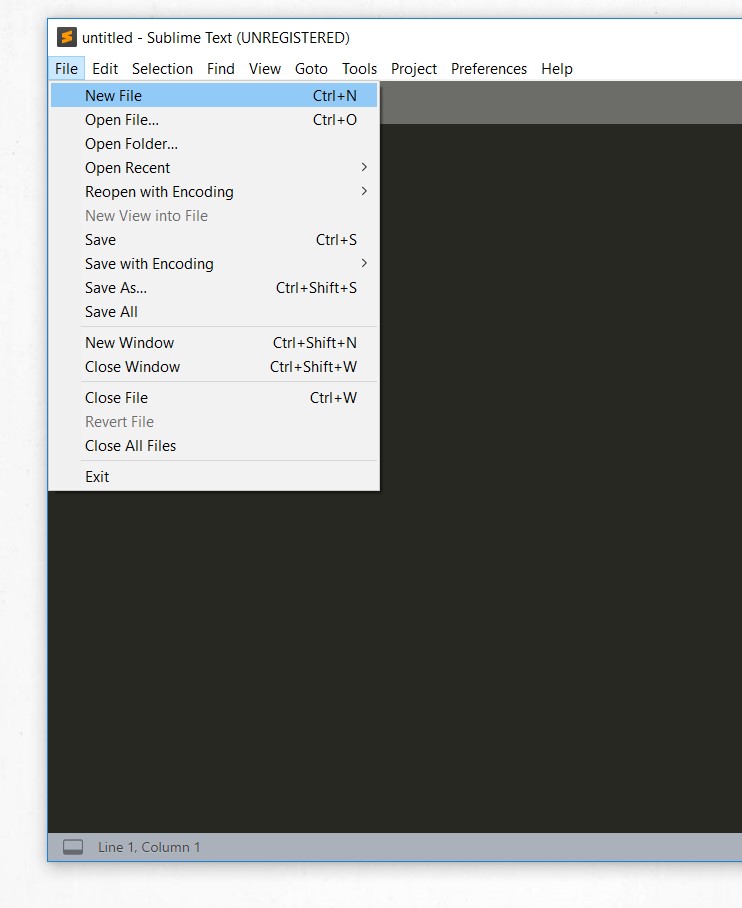 untitled - Sublime Text (UNREGISTERED)
File Edit Selection Find View Goto Tools Project Preferences Help
New File Ctrl+N
Open File... Ctrl+O
Open Folder...
Open Recent
Reopen with Encoding
New View into File
Save Ctrl+S
Save with Encoding
Save As... Ctrl+Shift+S
Save All
New Window Ctrl+Shift+N
Close Window Ctrl+Shift+W
Close File Ctrl+W
Revert File
Close All Files
Exit
Line 1, Column 1